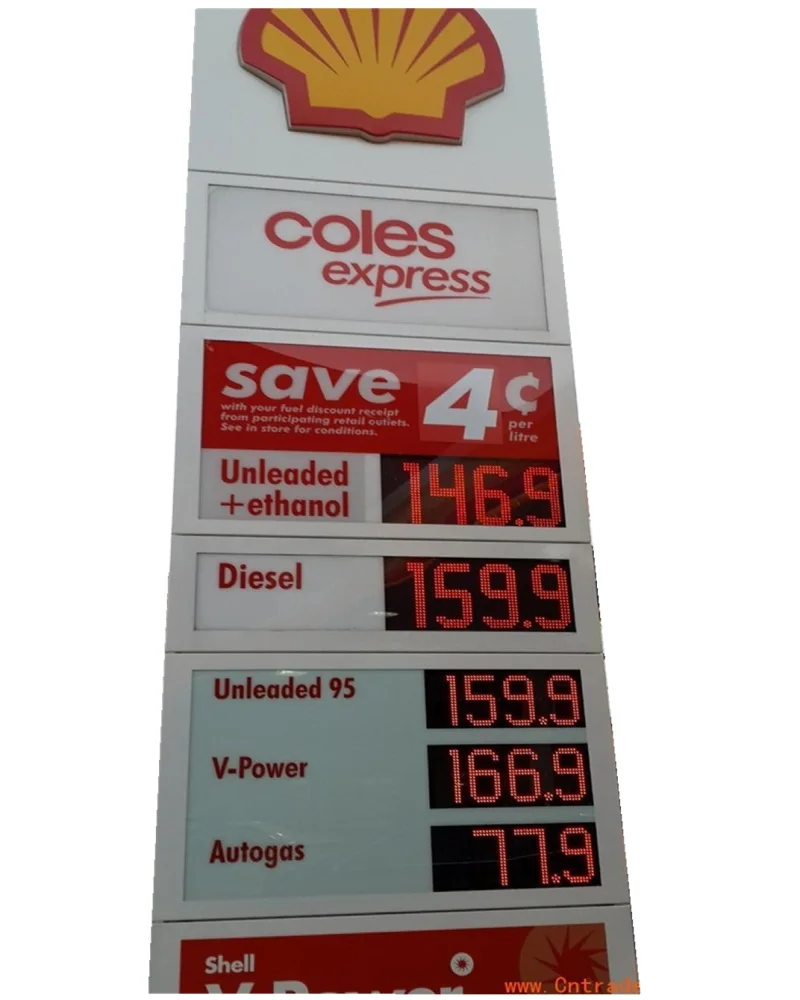 coles
express
save 4¢
with your fuel discount receipt
from participating retail outlets.
See in store for conditions.
per
litre
Unleaded
+ethanol
146.9
Diesel
159.9
Unleaded 95
159.9
V-Power
166.9
Autogas
77.9
Shell
V-Power
www.Cntrade